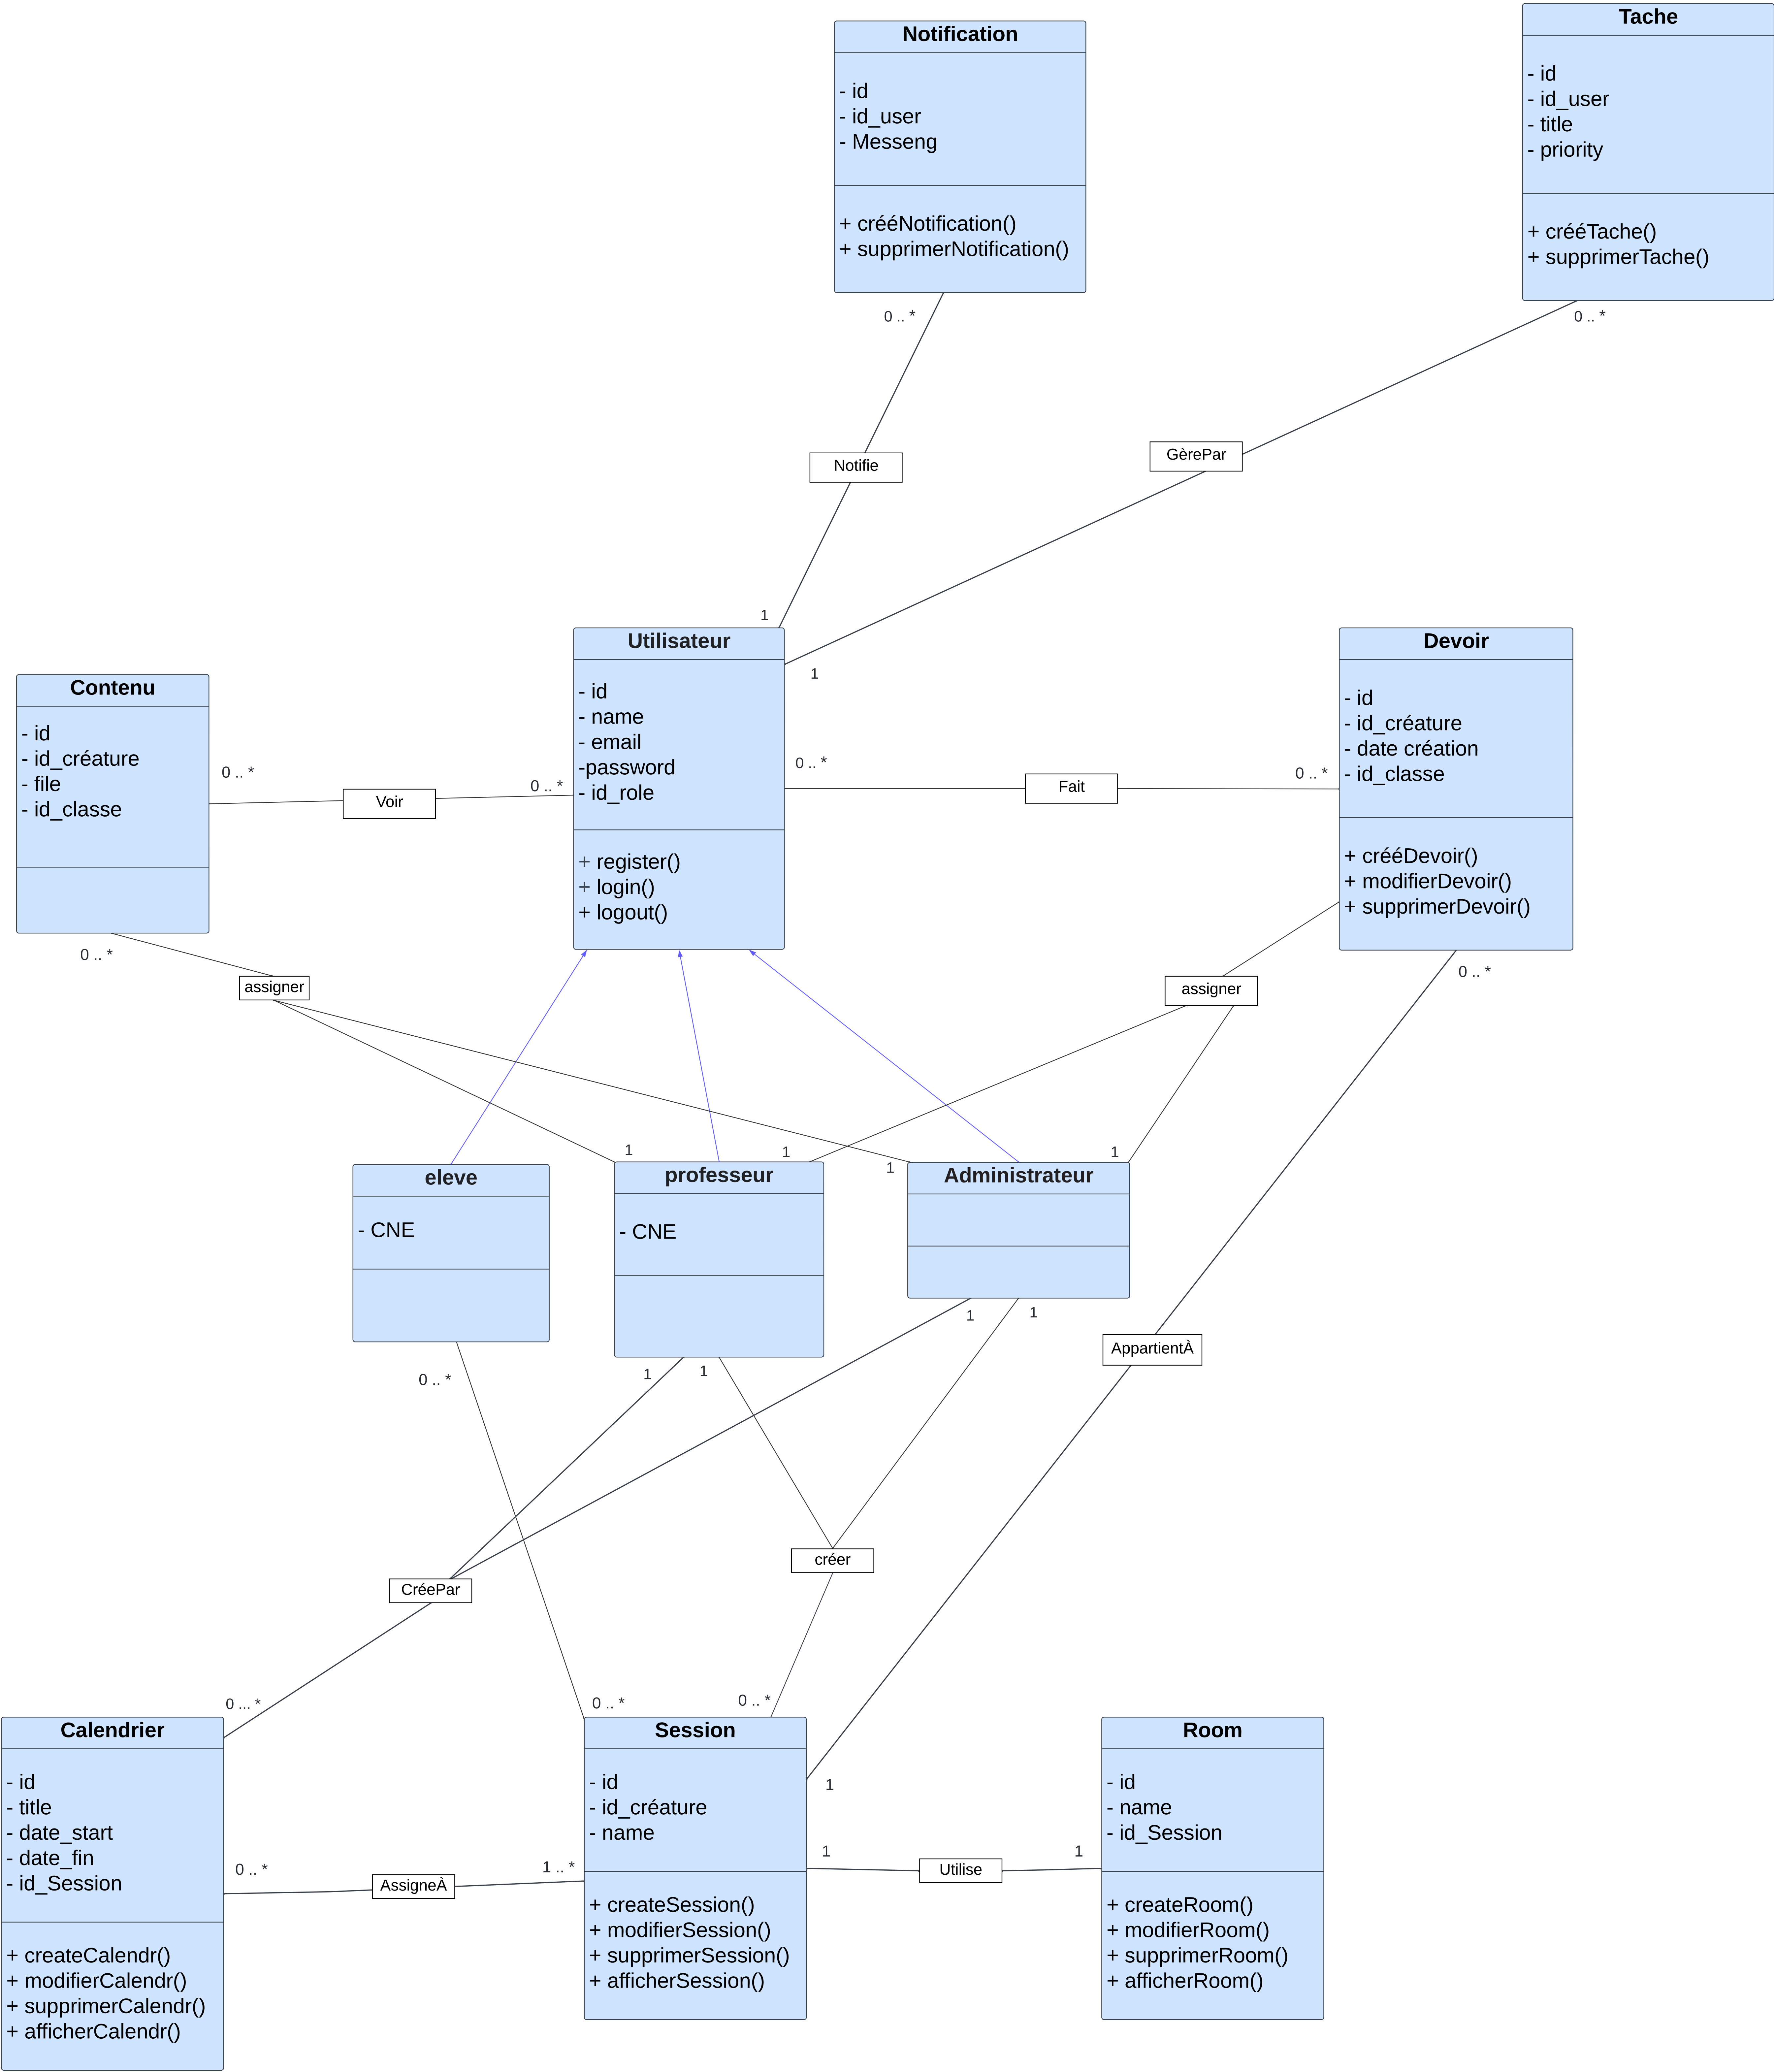 Notification
- id
- id_user
- Messeng
+ crééNotification()
+ supprimerNotification()
0 .. *
Tache
- id
- id_user
- title
- priority
+ crééTache()
+ supprimerTache()
0 .. *
Notifie
GèrePar
1
1
Contenu
- id
- id_créature
- file
- id_classe
0 .. *
Voir
0 .. *
Utilisateur
- id
- name
- email
-password
- id_role
+ register()
+ login()
+ logout()
0 .. *
Fait
0 .. *
Devoir
- id
- id_créature
- date création
- id_classe
+ crééDevoir()
+ modifierDevoir()
+ supprimerDevoir()
0 .. *
0 .. *
assigner
assigner
1
1
1
1
eleve
- CNE
professeur
- CNE
Administrateur
0 .. *
1
1
1
1
AppartientÀ
créer
CréePar
0 ... *
0 .. *
0 .. *
Calendrier
- id
- title
- date_start
- date_fin
- id_Session
+ createCalendr()
+ modifierCalendr()
+ supprimerCalendr()
+ afficherCalendr()
0 .. *
AssigneÀ
1 .. *
Session
- id
- id_créature
- name
+ createSession()
+ modifierSession()
+ supprimerSession()
+ afficherSession()
1
1
Utilise
1
Room
- id
- name
- id_Session
+ createRoom()
+ modifierRoom()
+ supprimerRoom()
+ afficherRoom()